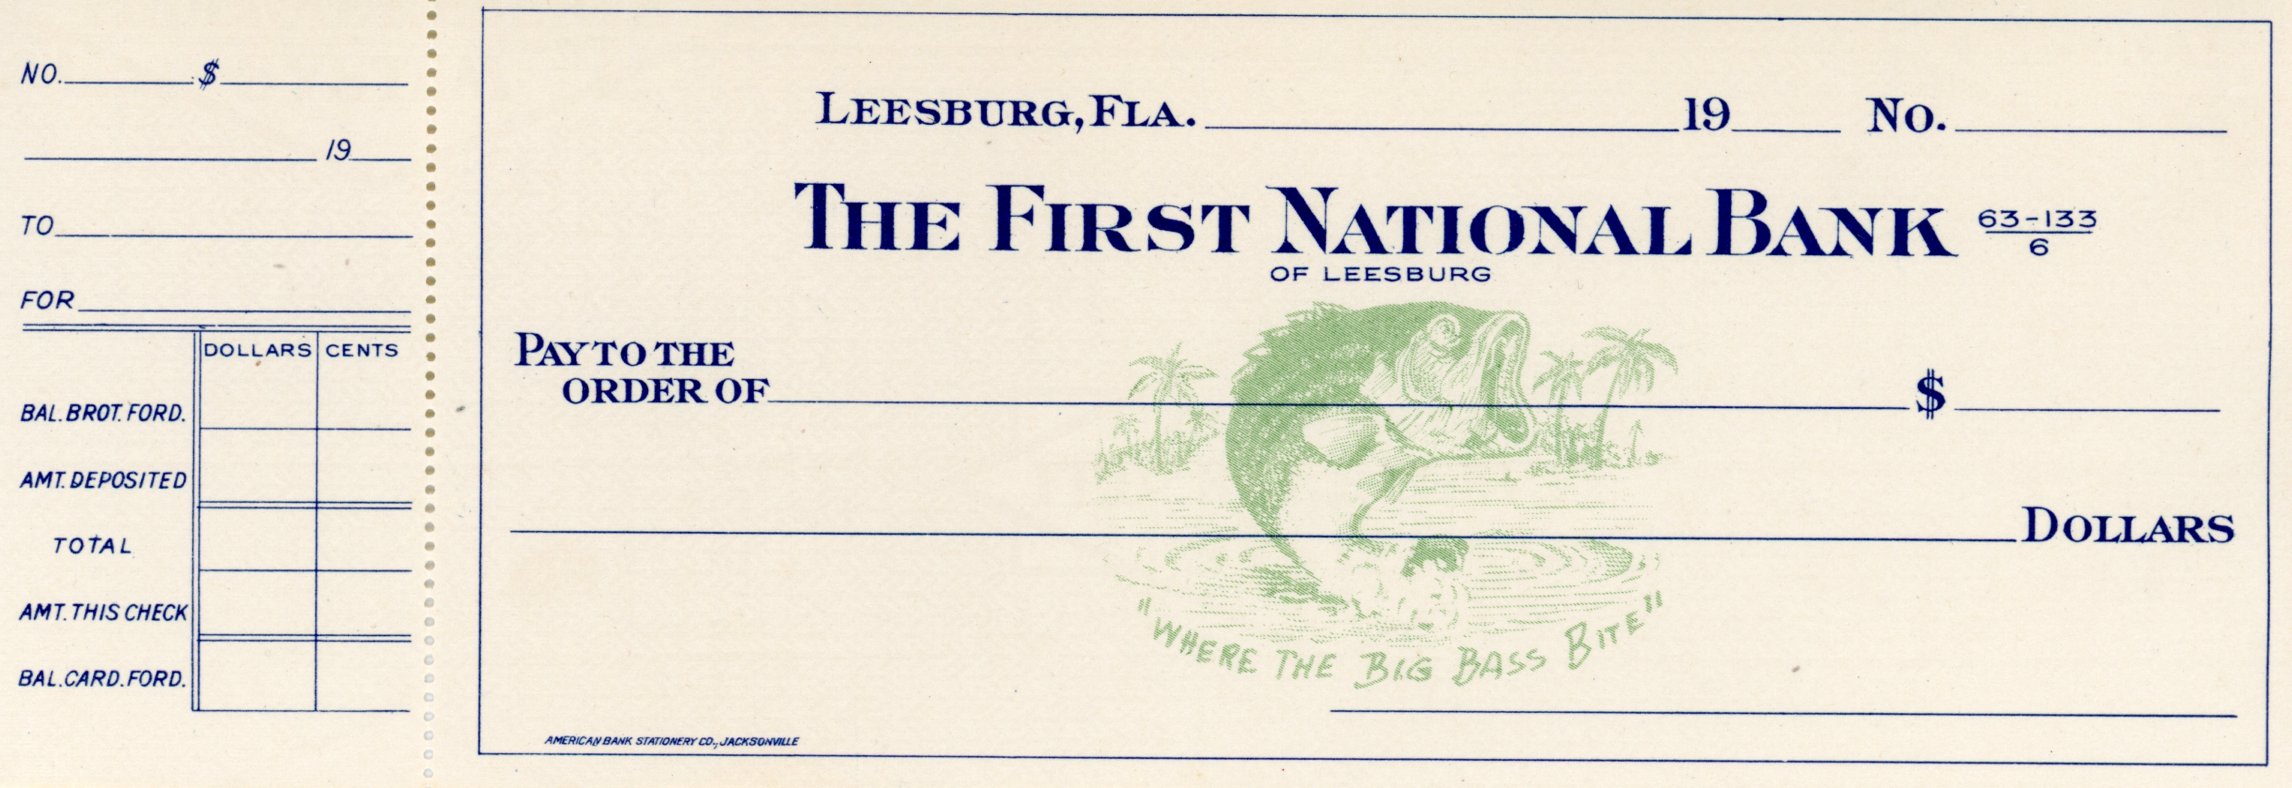 NO. $
19
TO
FOR
DOLLARS CENTS
BAL. BROT. FORD.
AMT. DEPOSITED
TOTAL
AMT. THIS CHECK
BAL. CARD. FORD.
LEESBURG, FLA. 19 No.
THE FIRST NATIONAL BANK 63-133/6
OF LEESBURG
PAY TO THE
ORDER OF $
DOLLARS
"WHERE THE BIG BASS BITE"
AMERICAN BANK STATIONERY CO., JACKSONVILLE